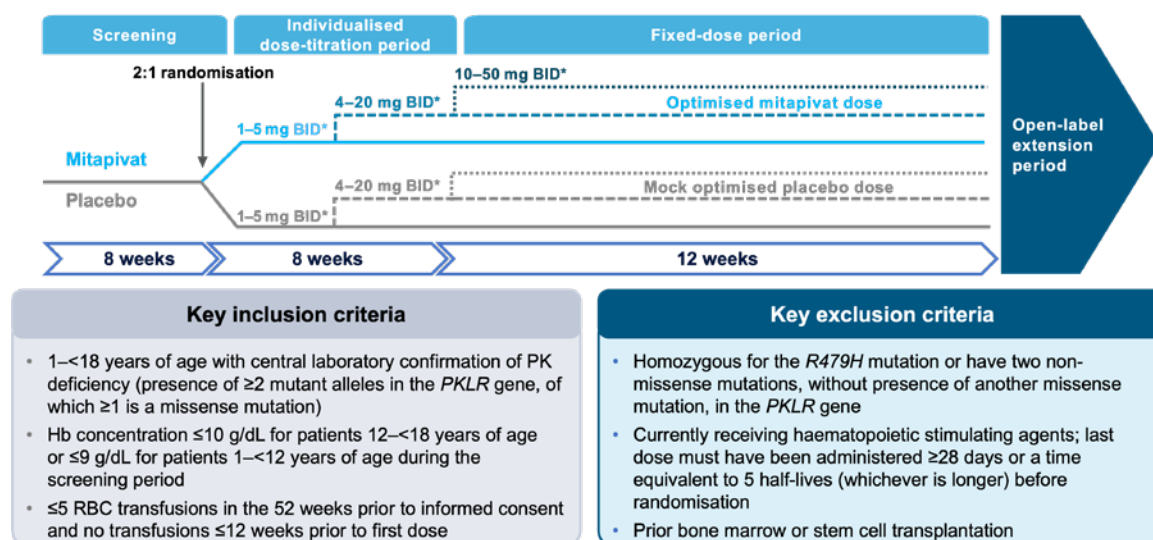 Screening
Individualised
dose-titration period
Fixed-dose period
2:1 randomisation
10–50 mg BID*
4–20 mg BID*
Optimised mitapivat dose
1–5 mg BID*
Open-label
extension
period
Mitapivat
Placebo
4–20 mg BID*
Mock optimised placebo dose
1–5 mg BID*
8 weeks
8 weeks
12 weeks
Key inclusion criteria
• 1–<18 years of age with central laboratory confirmation of PK
deficiency (presence of ≥2 mutant alleles in the PKLR gene, of
which ≥1 is a missense mutation)
• Hb concentration ≤10 g/dL for patients 12–<18 years of age
or ≤9 g/dL for patients 1–<12 years of age during the
screening period
• ≤5 RBC transfusions in the 52 weeks prior to informed consent
and no transfusions ≤12 weeks prior to first dose
Key exclusion criteria
• Homozygous for the R479H mutation or have two non-
missense mutations, without presence of another missense
mutation, in the PKLR gene
• Currently receiving haematopoietic stimulating agents; last
dose must have been administered ≥28 days or a time
equivalent to 5 half-lives (whichever is longer) before
randomisation
• Prior bone marrow or stem cell transplantation